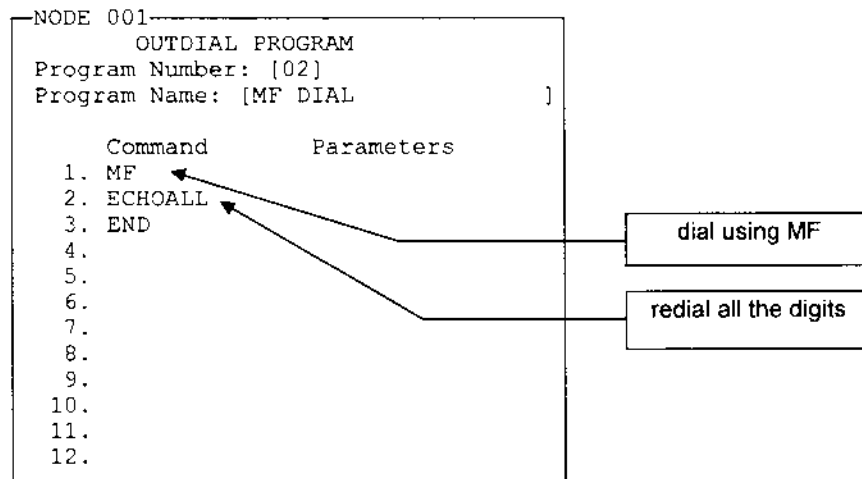 NODE 001
OUTDIAL PROGRAM
Program Number: [02]
Program Name: [MF DIAL ]
Command Parameters
1. MF
2. ECHOALL
3. END
4.
5.
6.
7.
8.
9.
10.
11.
12.
dial using MF
redial all the digits